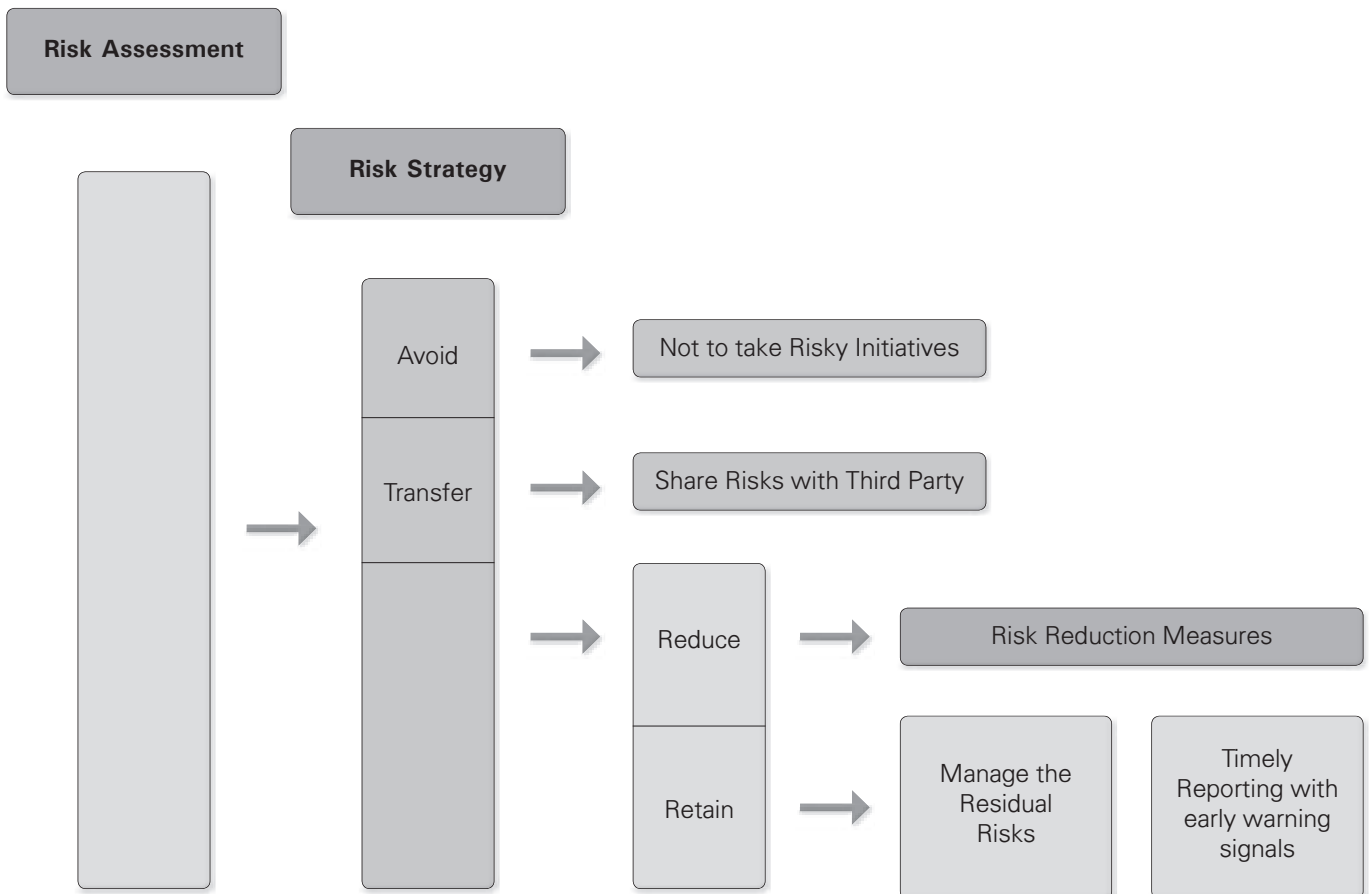 Risk Assessment
Risk Strategy
Avoid
Not to take Risky Initiatives
Transfer
Share Risks with Third Party
Reduce
Risk Reduction Measures
Retain
Manage the
Residual
Risks
Timely
Reporting with
early warning
signals